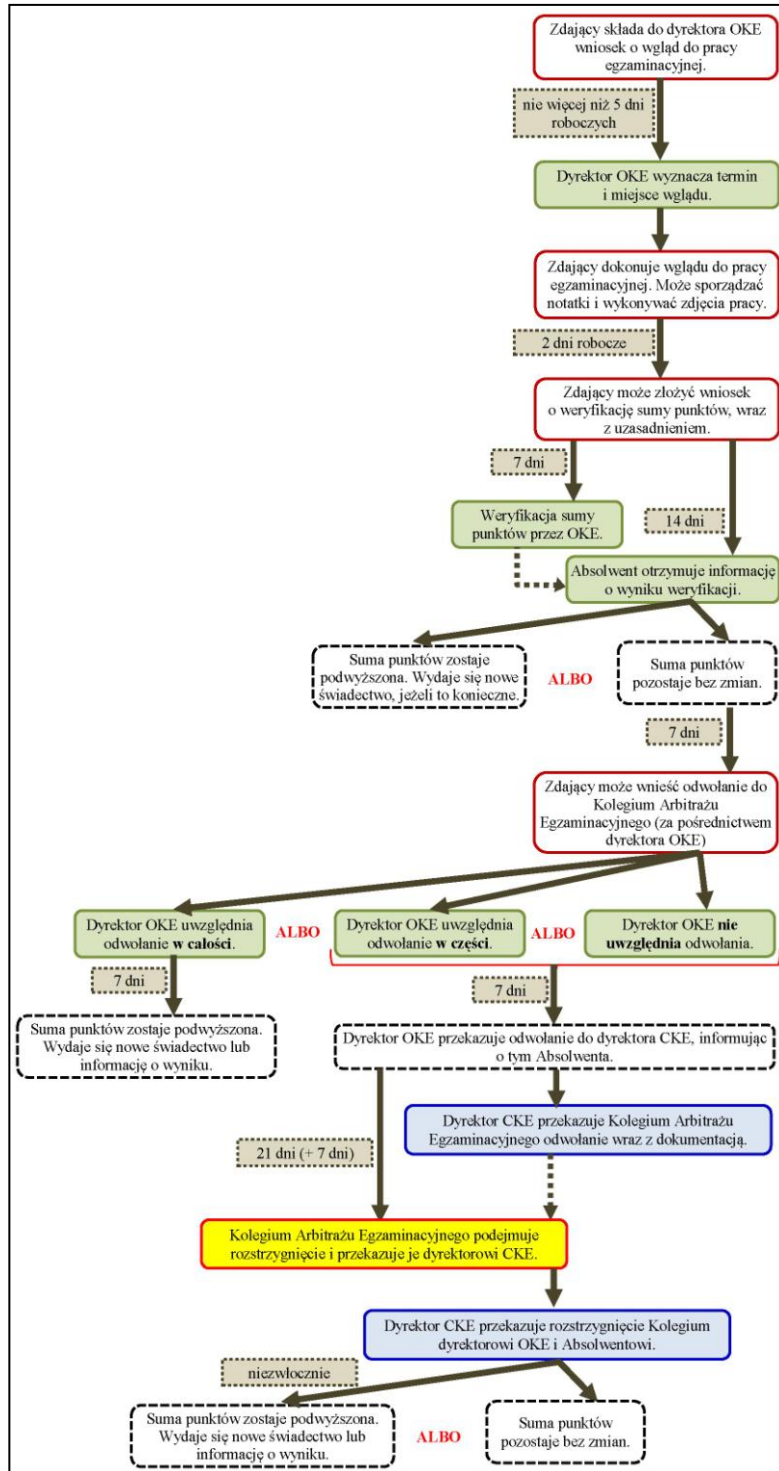 Zdający składa do dyrektora OKE
wniosek o wgląd do pracy
egzaminacyjnej.
nie więcej niż 5 dni
roboczych
Dyrektor OKE wyznacza termin
i miejsce wglądu.
Zdający dokonuje wglądu do pracy
egzaminacyjnej. Może sporządzać
notatki i wykonywać zdjęcia pracy.
2 dni robocze
Zdający może złożyć wniosek
o weryfikację sumy punktów, wraz
z uzasadnieniem.
7 dni
14 dni
Weryfikacja sumy
punktów przez OKE.
Absolwent otrzymuje informację
o wyniku weryfikacji.
Suma punktów zostaje
podwyższona. Wydaje się nowe
świadectwo, jeżeli to konieczne.
ALBO
Suma punktów
pozostaje bez zmian.
7 dni
Zdający może wnieść odwołanie do
Kolegium Arbitrażu
Egzaminacyjnego (za pośrednictwem
dyrektora OKE)
Dyrektor OKE uwzględnia
odwołanie w całości.
ALBO
Dyrektor OKE uwzględnia
odwołanie w części.
ALBO
Dyrektor OKE nie
uwzględnia odwołania.
7 dni
7 dni
Suma punktów zostaje podwyższona.
Wydaje się nowe świadectwo lub
informację o wyniku.
Dyrektor OKE przekazuje odwołanie do dyrektora CKE, informując
o tym Absolwenta.
Dyrektor CKE przekazuje Kolegium Arbitrażu
Egzaminacyjnego odwołanie wraz z dokumentacją.
21 dni (+ 7 dni)
Kolegium Arbitrażu Egzaminacyjnego podejmuje
rozstrzygnięcie i przekazuje je dyrektorowi CKE.
Dyrektor CKE przekazuje rozstrzygnięcie Kolegium
dyrektorowi OKE i Absolwentowi.
niezwłocznie
Suma punktów zostaje podwyższona.
Wydaje się nowe świadectwo lub
informację o wyniku.
ALBO
Suma punktów
pozostaje bez zmian.